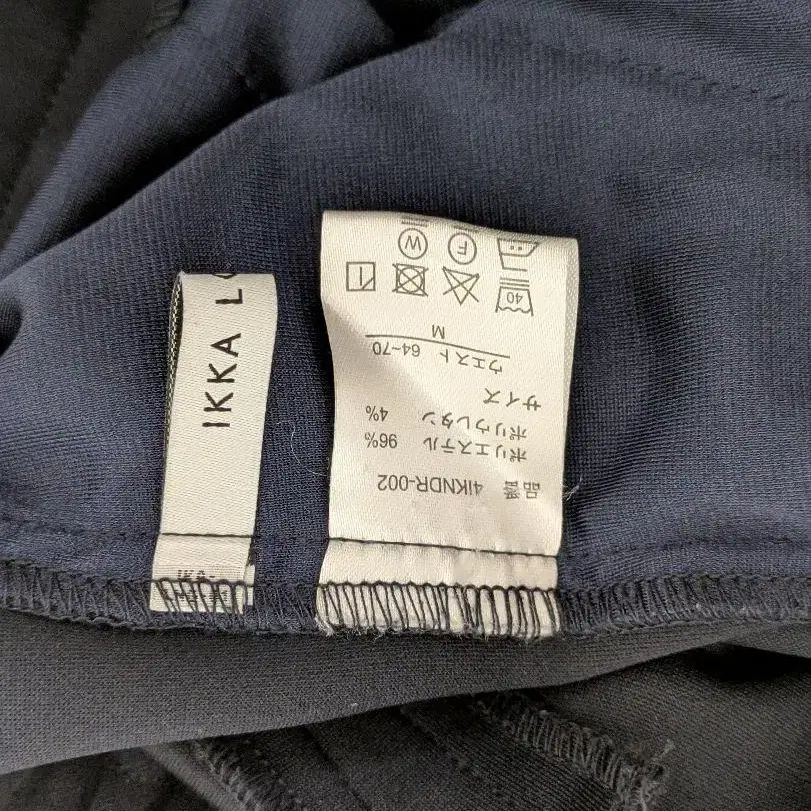 IKKA L
品番 4IKNDR-002
ポリエステル 96%
ポリウレタン 4%
サイズ
ウエスト 64~70
M
40
F
W